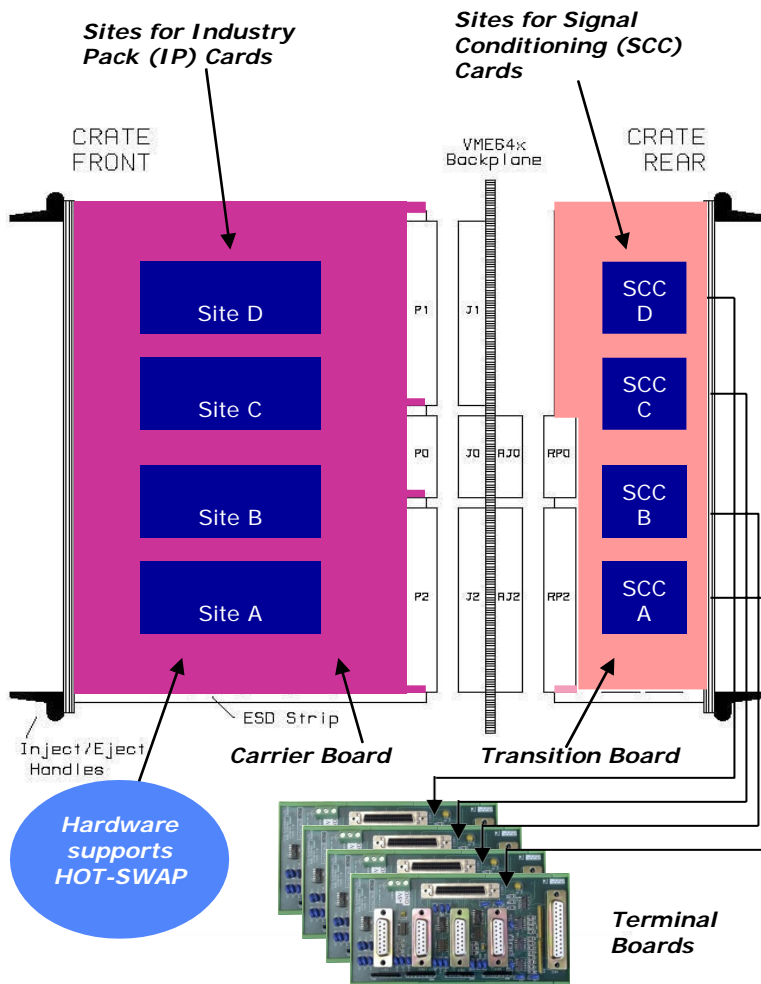 Sites for Industry
Pack (IP) Cards
Sites for Signal
Conditioning (SCC)
Cards
CRATE
FRONT
VME64x
Backplane
CRATE
REAR
Site D
P1
J1
SCC
D
Site C
SCC
C
P0
J0
RJ0
RP0
Site B
SCC
B
Site A
P2
J2
RJ2
RP2
SCC
A
ESD Strip
Inject/Eject
Handles
Carrier Board
Transition Board
Hardware
supports
HOT-SWAP
Terminal
Boards